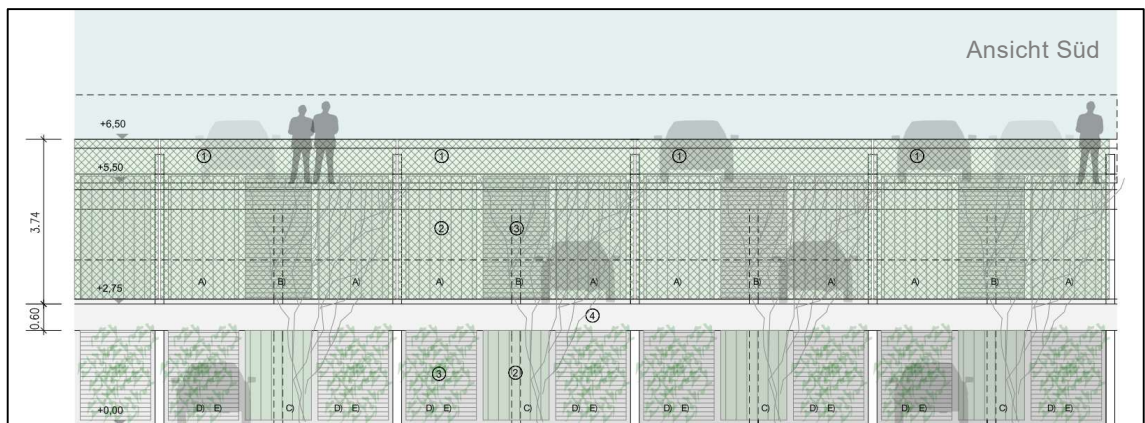 Ansicht Süd
+6,50
① ① ① ①
+5,50
3.74
② ③
A) B) A) A) B) A) A) B) A) A) B) A)
+2,75
0.60
④
③ ②
+0,00
D) E) C) D) E) D) E) C) D) E) D) E) C) D) E) D) E) C) D) E)